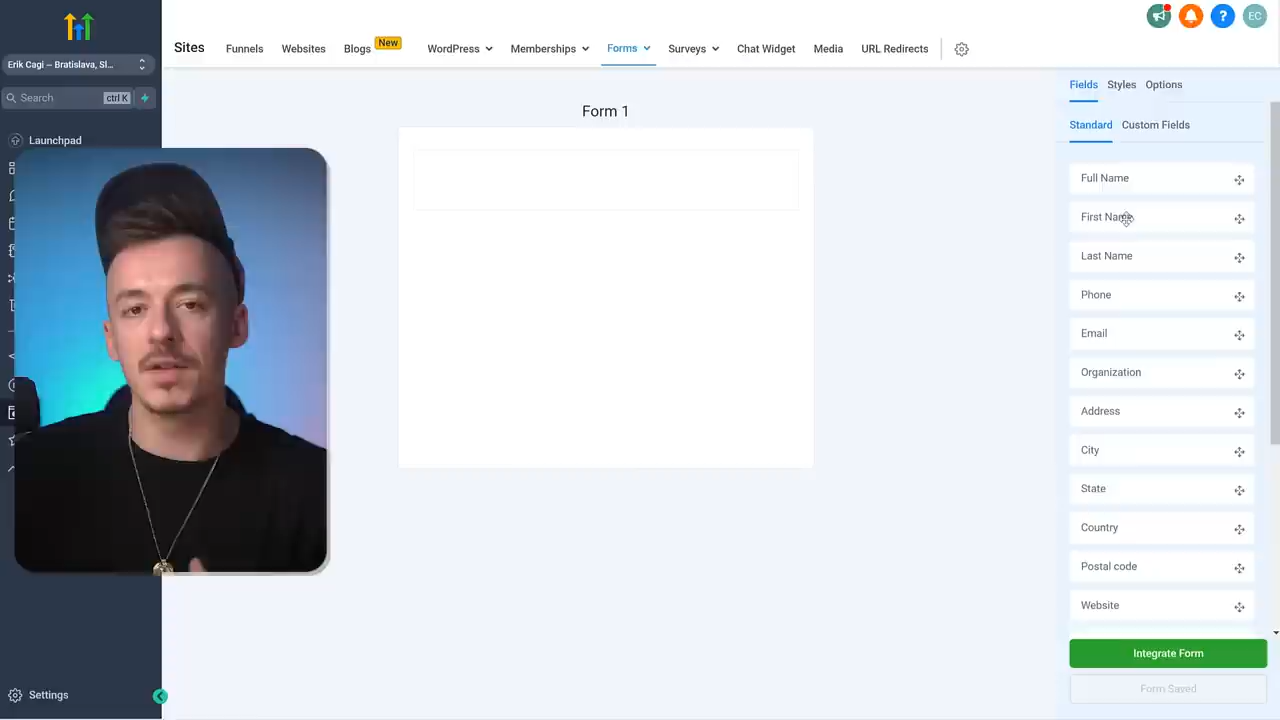 EC
Sites
Funnels
Websites
Blogs
New
WordPress
Memberships
Forms
Surveys
Chat Widget
Media
URL Redirects
Erik Cagi – Bratislava, Sl...
Search
ctrl K
Launchpad
Settings
Form 1
Fields
Styles
Options
Standard
Custom Fields
Full Name
First Name
Last Name
Phone
Email
Organization
Address
City
State
Country
Postal code
Website
Integrate Form
Form Saved